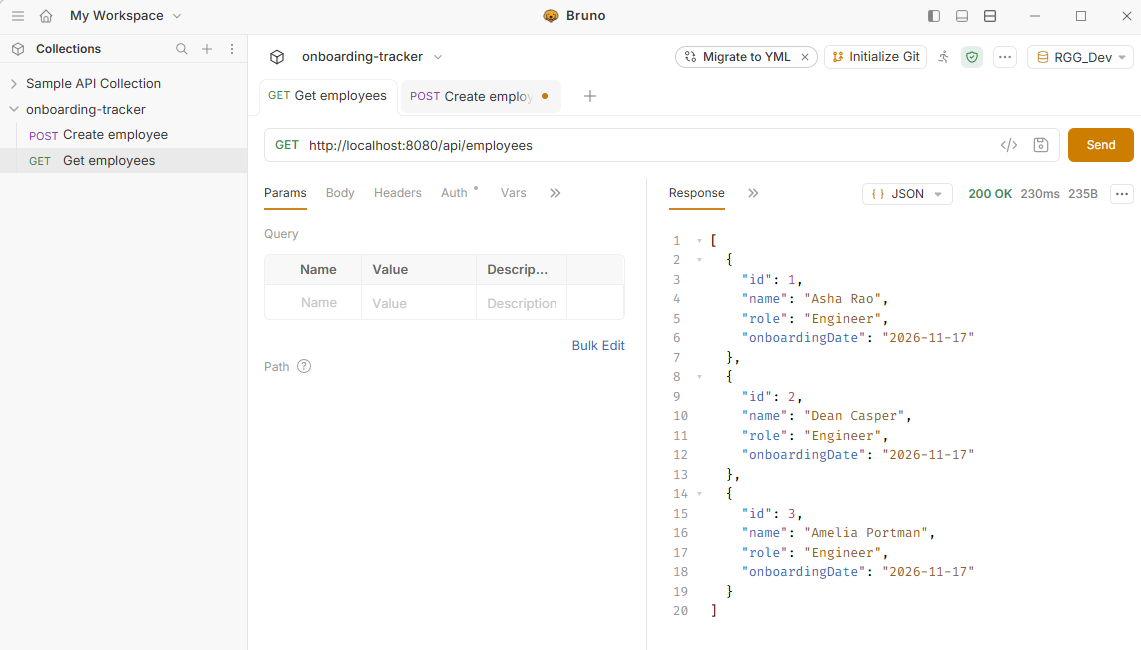 My Workspace
Bruno
Collections
Sample API Collection
onboarding-tracker
POST Create employee
GET Get employees
onboarding-tracker
Migrate to YML
Initialize Git
RGG_Dev
GET Get employees
POST Create emplo
GET http://localhost:8080/api/employees
Send
Params Body Headers Auth Vars
Query
Name Value Descrip...
Name Value Description
Bulk Edit
Path ?
Response
{ } JSON
200 OK 230ms 235B
1 [
2 {
3 "id": 1,
4 "name": "Asha Rao",
5 "role": "Engineer",
6 "onboardingDate": "2026-11-17"
7 },
8 {
9 "id": 2,
10 "name": "Dean Casper",
11 "role": "Engineer",
12 "onboardingDate": "2026-11-17"
13 },
14 {
15 "id": 3,
16 "name": "Amelia Portman",
17 "role": "Engineer",
18 "onboardingDate": "2026-11-17"
19 }
20 ]